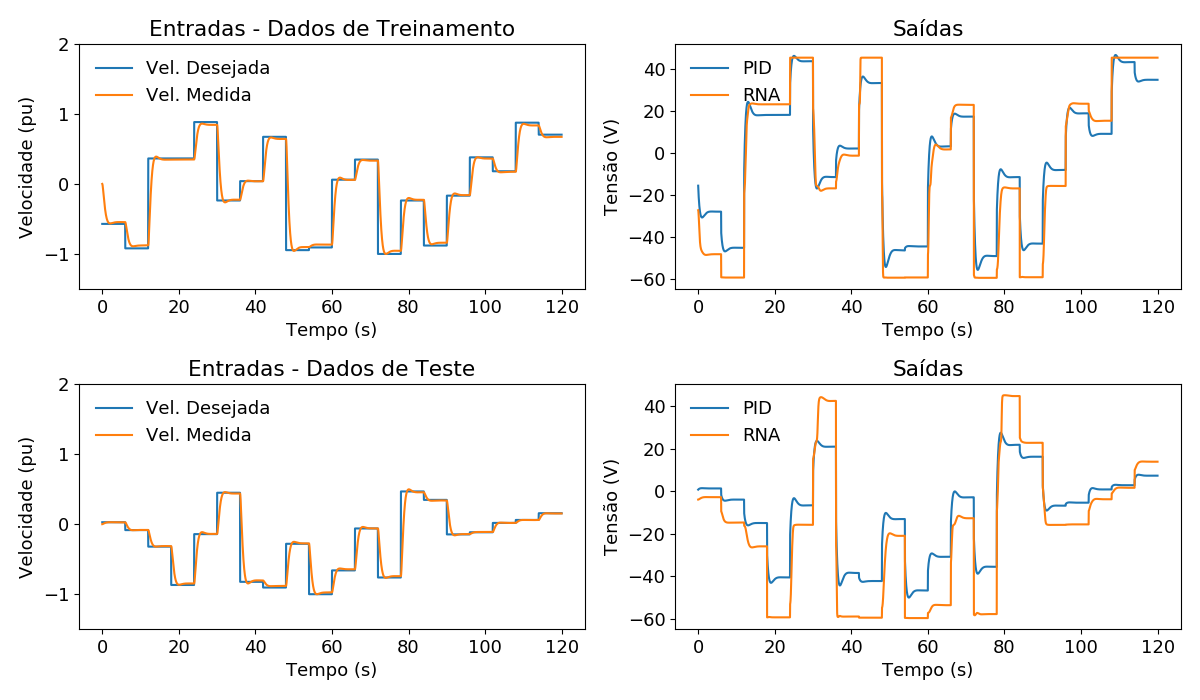 Entradas - Dados de Treinamento
Vel. Desejada
Vel. Medida
Velocidade (pu)
2
1
0
−1
0 20 40 60 80 100 120
Tempo (s)
Saídas
PID
RNA
Tensão (V)
40
20
0
−20
−40
−60
0 20 40 60 80 100 120
Tempo (s)
Entradas - Dados de Teste
Vel. Desejada
Vel. Medida
Velocidade (pu)
2
1
0
−1
0 20 40 60 80 100 120
Tempo (s)
Saídas
PID
RNA
Tensão (V)
40
20
0
−20
−40
−60
0 20 40 60 80 100 120
Tempo (s)